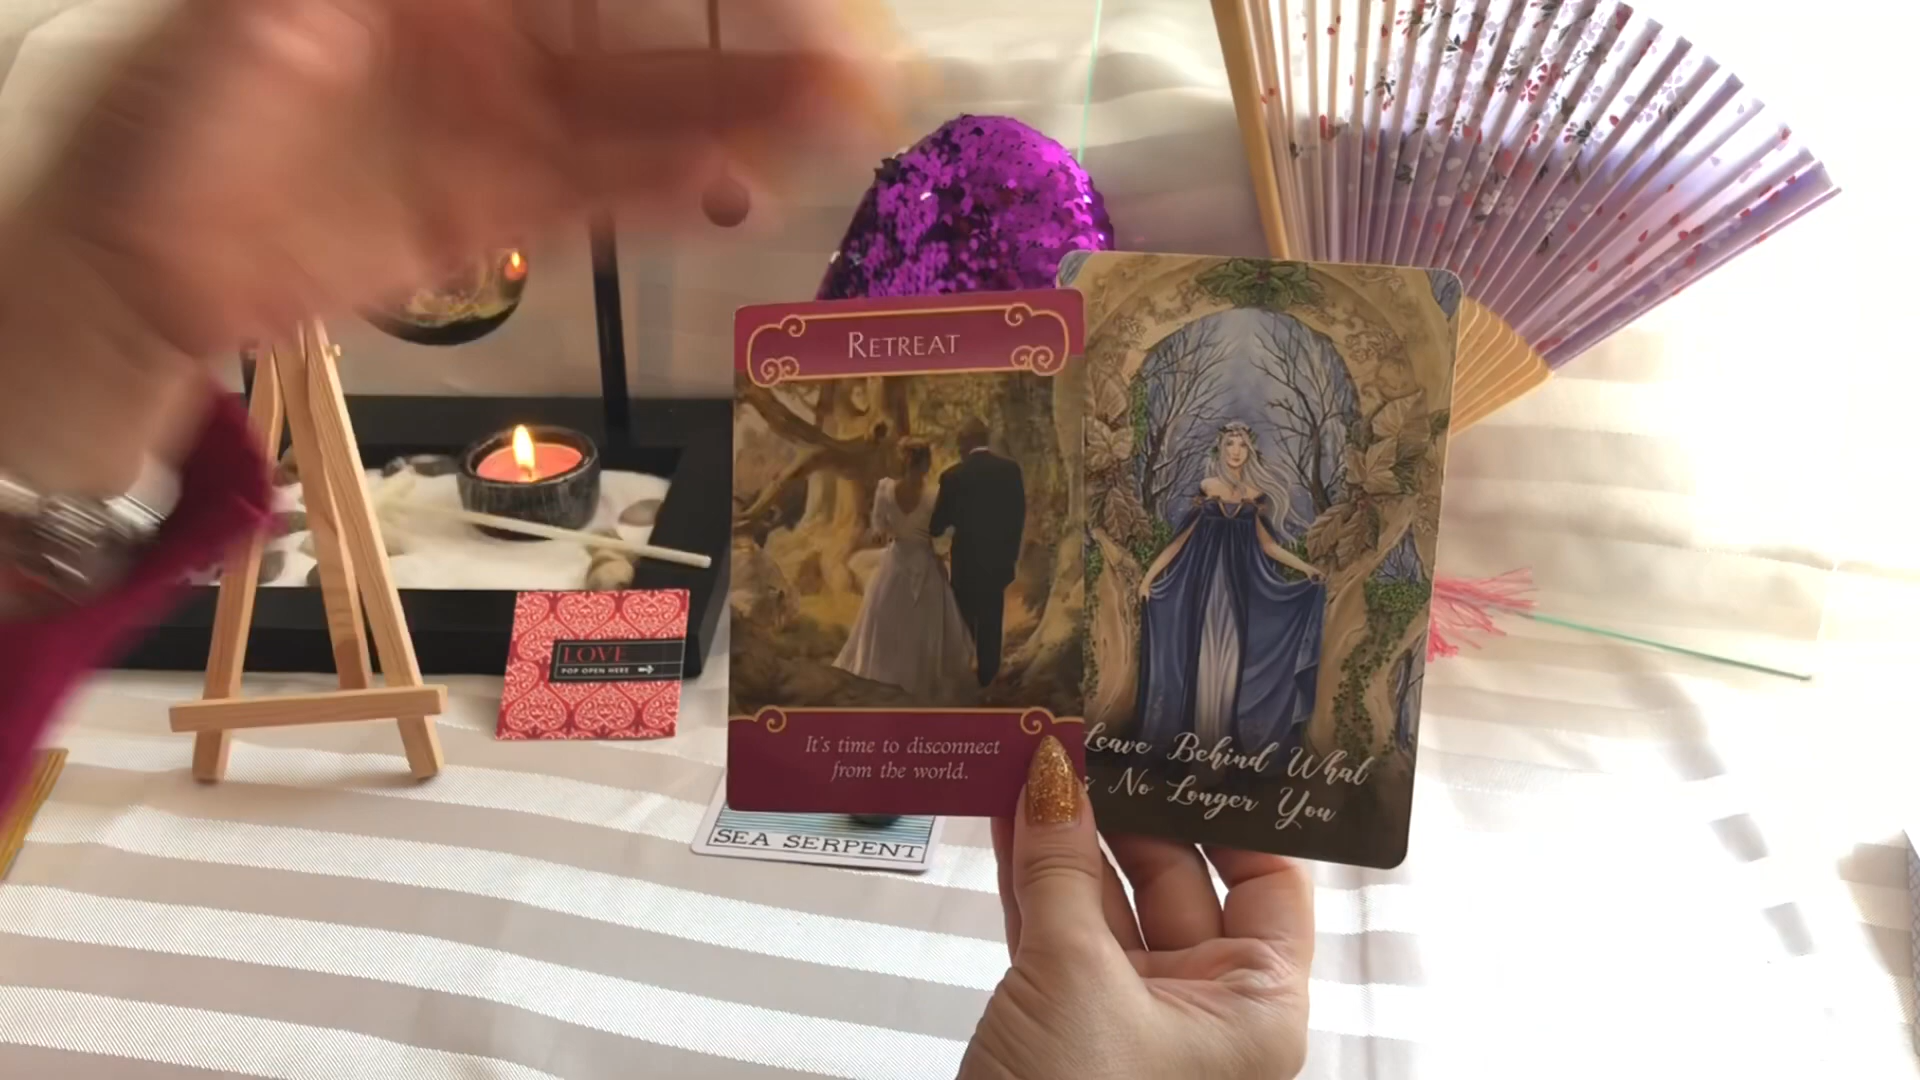 RETREAT
It's time to disconnect
from the world.
Leave Behind What
No Longer You
LOVE
POP OPEN HERE
SEA SERPENT